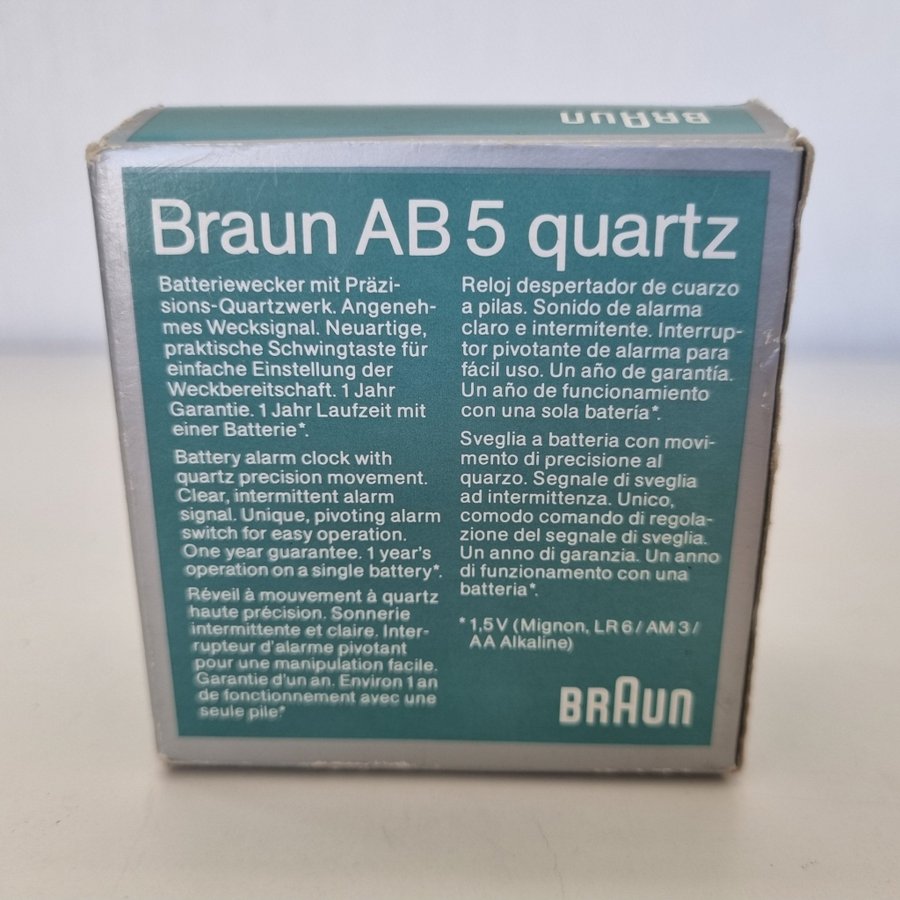 BRAUN
Braun AB 5 quartz
Batteriewecker mit Präzi-
sions-Quartzwerk. Angeneh-
mes Wecksignal. Neuartige,
praktische Schwingtaste für
einfache Einstellung der
Weckbereitschaft. 1 Jahr
Garantie. 1 Jahr Laufzeit mit
einer Batterie*.
Battery alarm clock with
quartz precision movement.
Clear, intermittent alarm
signal. Unique, pivoting alarm
switch for easy operation.
One year guarantee. 1 year's
operation on a single battery*.
Réveil à mouvement à quartz
haute précision. Sonnerie
intermittente et claire. Inter-
rupteur d'alarme pivotant
pour une manipulation facile.
Garantie d'un an. Environ 1 an
de fonctionnement avec une
seule pile*
Reloj despertador de cuarzo
a pilas. Sonido de alarma
claro e intermitente. Interrup-
tor pivotante de alarma para
fácil uso. Un año de garantía.
Un año de funcionamiento
con una sola batería*.
Sveglia a batteria con movi-
mento di precisione al
quarzo. Segnale di sveglia
ad intermittenza. Unico,
comodo comando di regola-
zione del segnale di sveglia.
Un anno di garanzia. Un anno
di funzionamento con una
batteria*.
* 1,5 V (Mignon, LR 6 / AM 3 /
AA Alkaline)
BRAUN